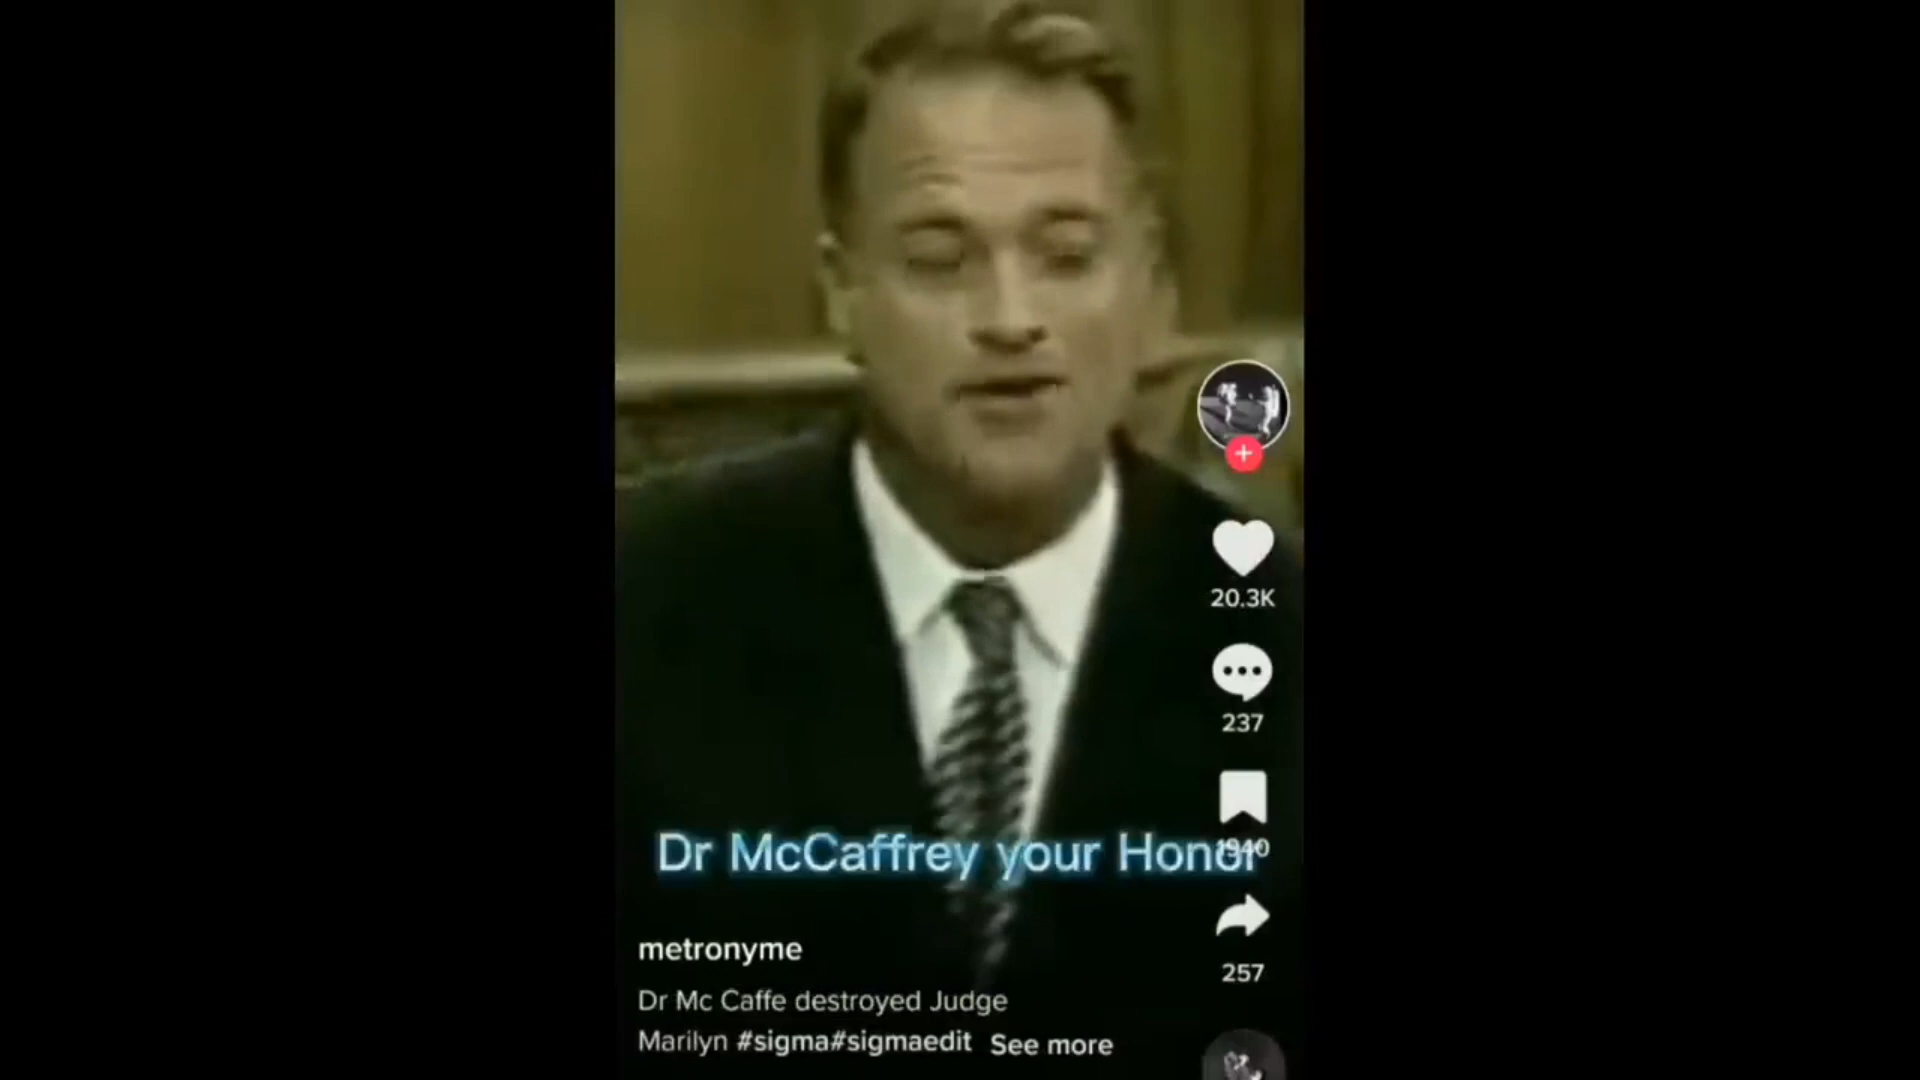 20.3K
237
1940
Dr McCaffrey your Honor
257
metronyme
Dr Mc Caffe destroyed Judge
Marilyn #sigma#sigmaedit See more